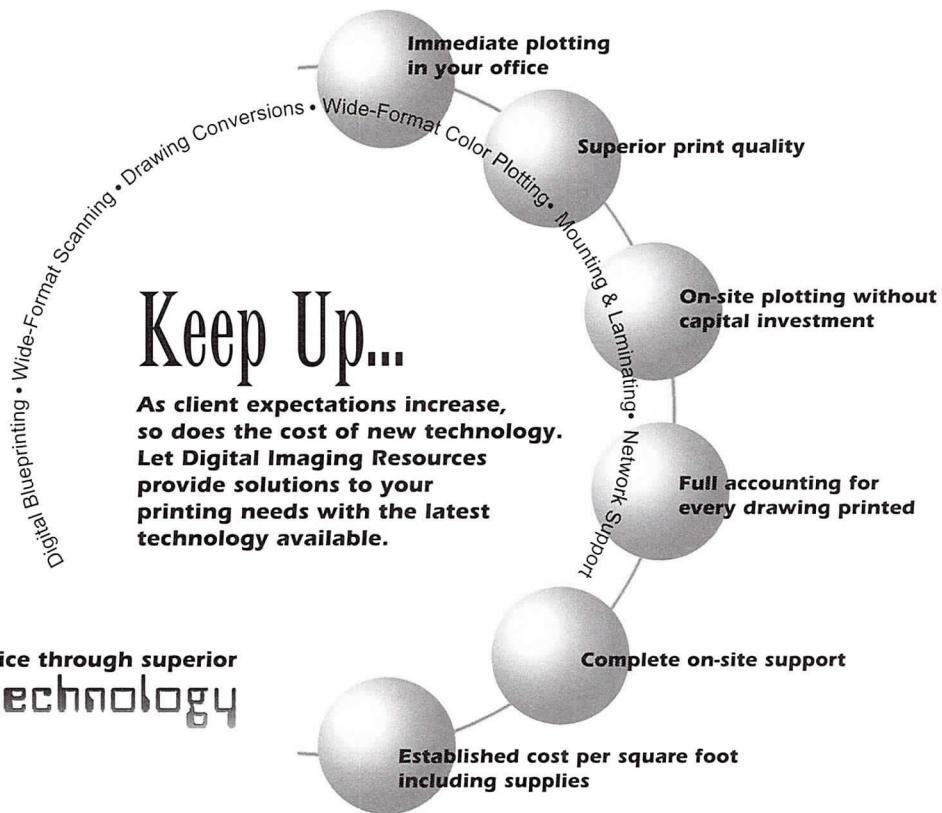 Immediate plotting
in your office
Superior print quality
On-site plotting without
capital investment
Full accounting for
every drawing printed
Complete on-site support
Established cost per square foot
including supplies
Digital Blueprinting • Wide-Format Scanning • Drawing Conversions • Wide-Format Color Plotting • Mounting & Laminating • Network Support
Keep Up...
As client expectations increase,
so does the cost of new technology.
Let Digital Imaging Resources
provide solutions to your
printing needs with the latest
technology available.
ice through superior
echnology